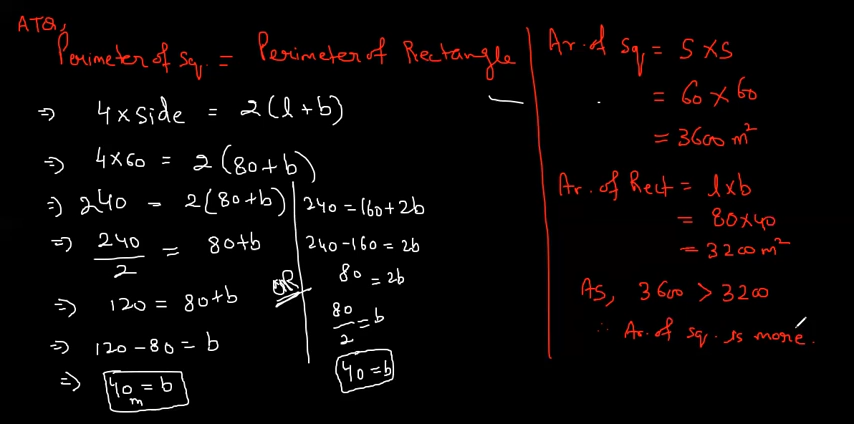 ATQ,
Perimeter of sq. = Perimeter of Rectangle
⇒ 4 × side = 2(l + b)
⇒ 4×60 = 2(80+b)
⇒ 240 = 2(80+b)
⇒ 240/2 = 80+b
⇒ 120 = 80+b
⇒ 120-80 = b
⇒ 40m = b
OR
240 = 160 + 2b
240-160 = 2b
80 = 2b
80/2 = b
40 = b
Ar. of sq = S × S
= 60 × 60
= 3600 m²
Ar. of Rect = l×b
= 80×40
= 3200 m²
As, 3600 > 3200
∴ Ar. of sq. is more.